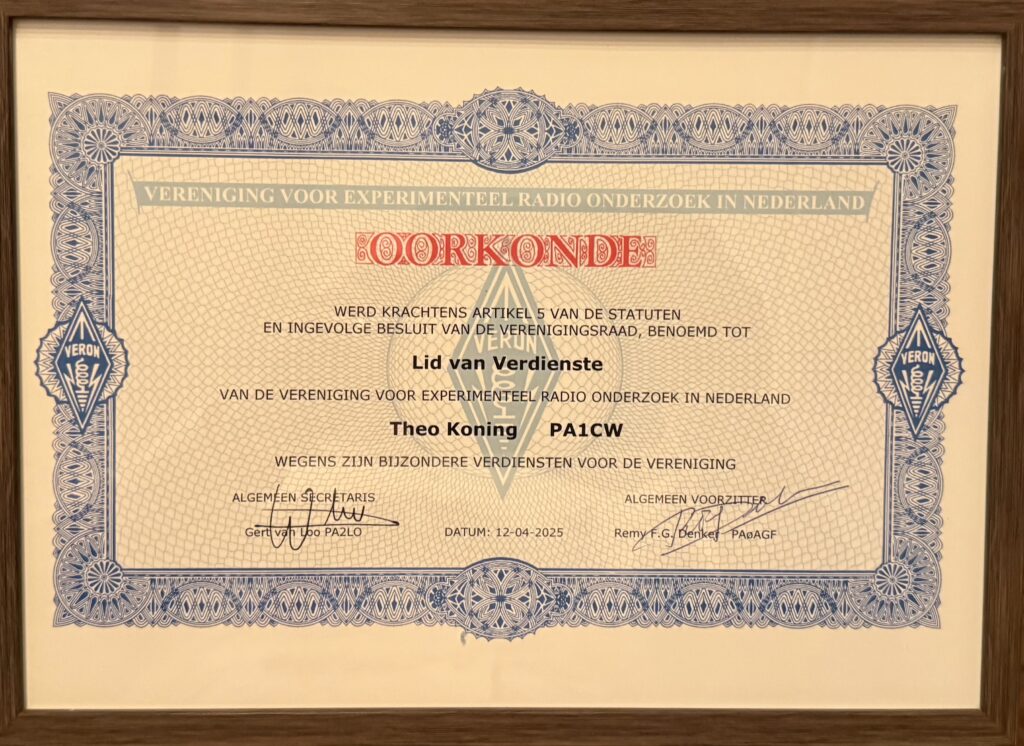 VERENIGING VOOR EXPERIMENTEEL RADIO ONDERZOEK IN NEDERLAND
OORKONDE
WERD KRACHTENS ARTIKEL 5 VAN DE STATUTEN
EN INGEVOLGE BESLUIT VAN DE VERENIGINGSRAAD, BENOEMD TOT
VERON
VERON
VERON
Lid van Verdienste
VAN DE VERENIGING VOOR EXPERIMENTEEL RADIO ONDERZOEK IN NEDERLAND
Theo Koning PA1CW
WEGENS ZIJN BIJZONDERE VERDIENSTEN VOOR DE VERENIGING
ALGEMEEN SECRETARIS
ALGEMEEN VOORZITTER
Gert van Loo PA2LO
DATUM: 12-04-2025
Remy F.G. Denker - PAøAGF